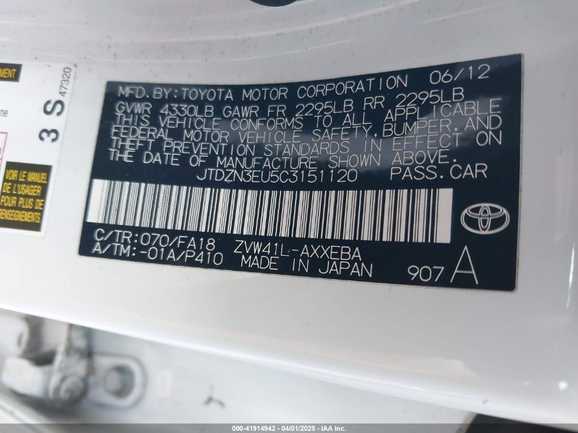 MFD. BY: TOYOTA MOTOR CORPORATION 06/12
GVWR 4330LB GAWR FR 2295LB RR 2295LB
THIS VEHICLE CONFORMS TO ALL APPLICABLE
FEDERAL MOTOR VEHICLE SAFETY, BUMPER, AND
THEFT PREVENTION STANDARDS IN EFFECT ON
THE DATE OF MANUFACTURE SHOWN ABOVE.
JTDZN3EU5C3151120 PASS.CAR
C/TR: 070/FA18 ZVW41L-AXXEBA
A/TM: -01A/P410 MADE IN JAPAN 907 A
TOYOTA
3 S 47320
VOIR LE MANUEL
DE L'USAGER
POUR PLUS DE
RENSEIGNEMENTS.
000-41914942 - 04/01/2025 - IAA Inc.